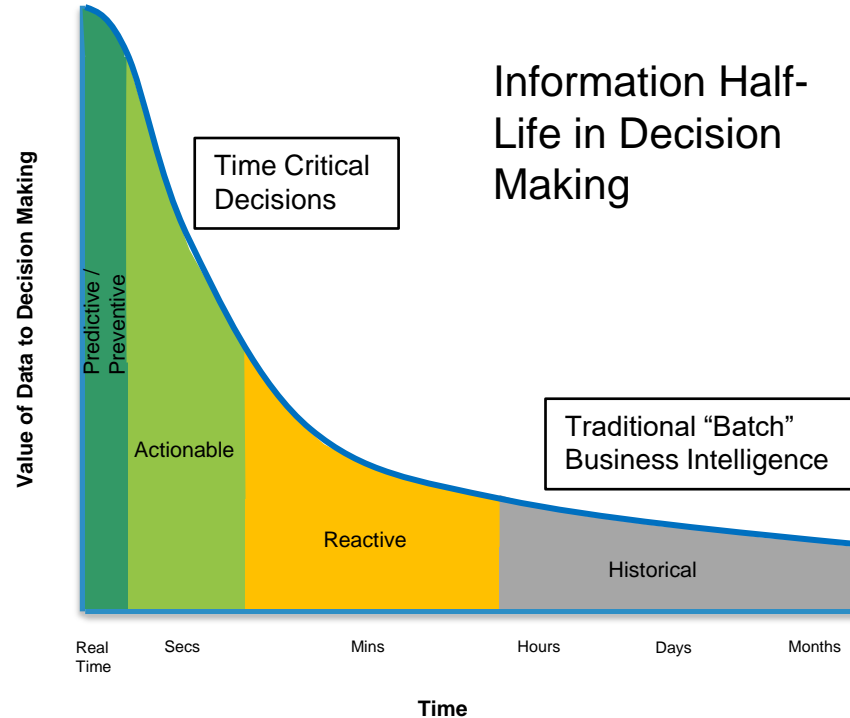 Information Half-
Life in Decision
Making
Time Critical
Decisions
Value of Data to Decision Making
Predictive /
Preventive
Actionable
Traditional “Batch”
Business Intelligence
Reactive
Historical
Real
Time
Secs
Mins
Hours
Days
Months
Time